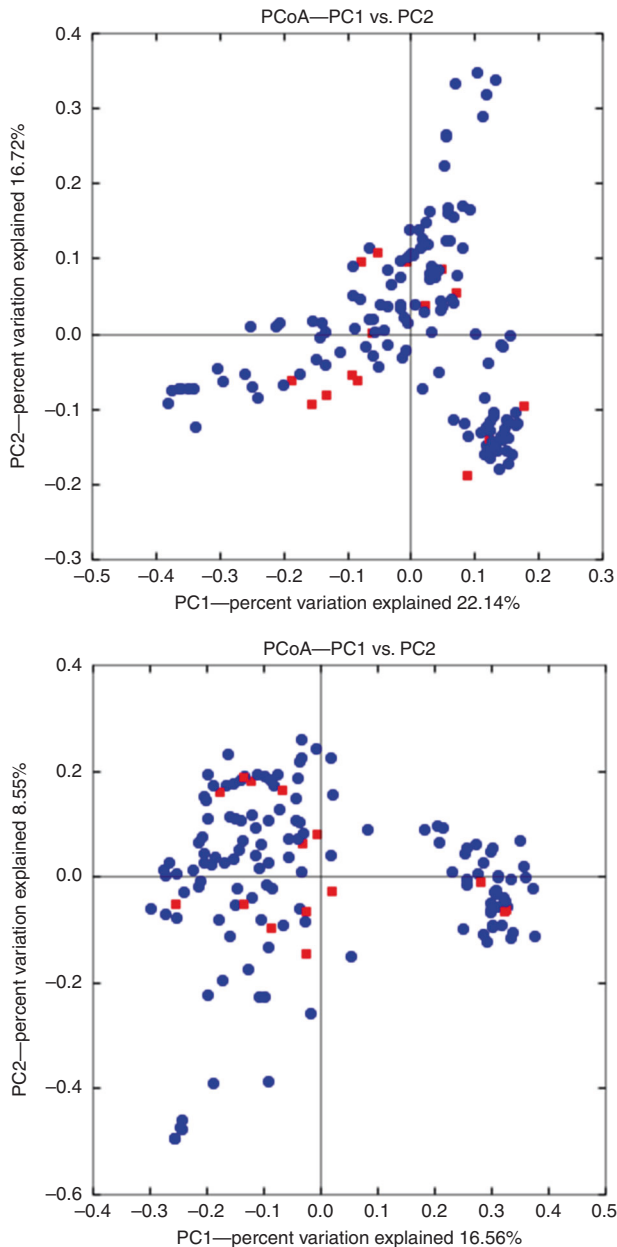 PCoA—PC1 vs. PC2
0.4
0.3
0.2
0.1
0.0
–0.1
–0.2
–0.3
PC2—percent variation explained 16.72%
–0.5 –0.4 –0.3 –0.2 –0.1 0.0 0.1 0.2 0.3
PC1—percent variation explained 22.14%
PCoA—PC1 vs. PC2
0.4
0.2
0.0
–0.2
–0.4
–0.6
PC2—percent variation explained 8.55%
–0.4 –0.3 –0.2 –0.1 0.0 0.1 0.2 0.3 0.4 0.5
PC1—percent variation explained 16.56%